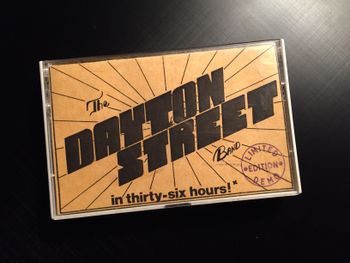 The
DAYTON
STREET
BAND
in thirty-six hours!*
LIMITED
•EDITION•
DEMO